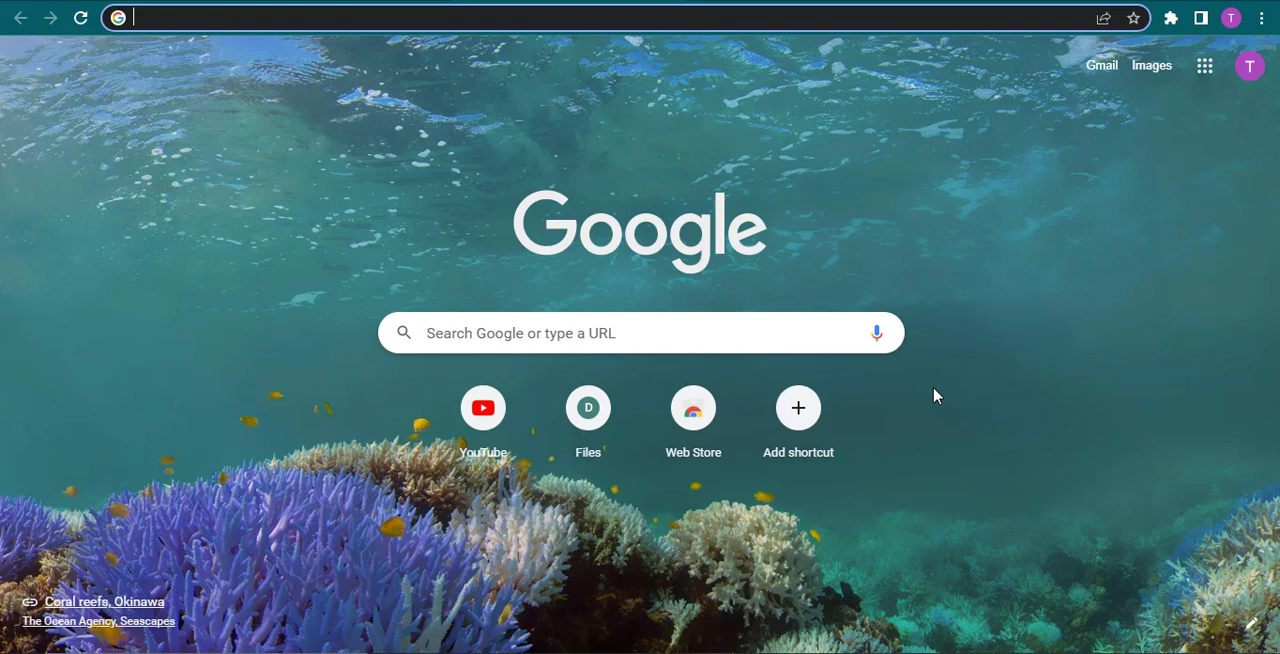 T
Gmail Images
T
Google
Search Google or type a URL
D
YouTube Files Web Store Add shortcut
Coral reefs, Okinawa
The Ocean Agency, Seascapes